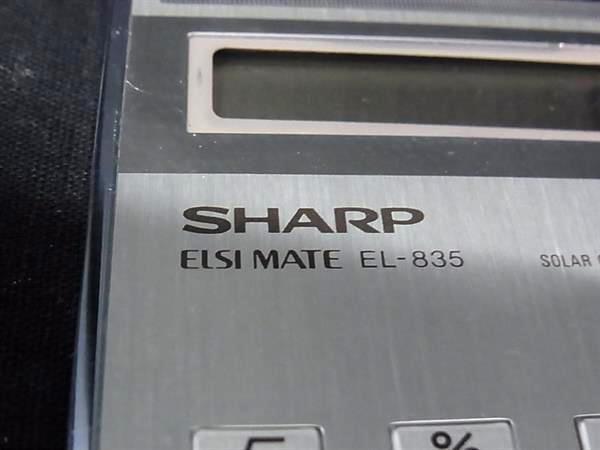 SHARP
ELSI MATE EL-835
SOLAR
√ %